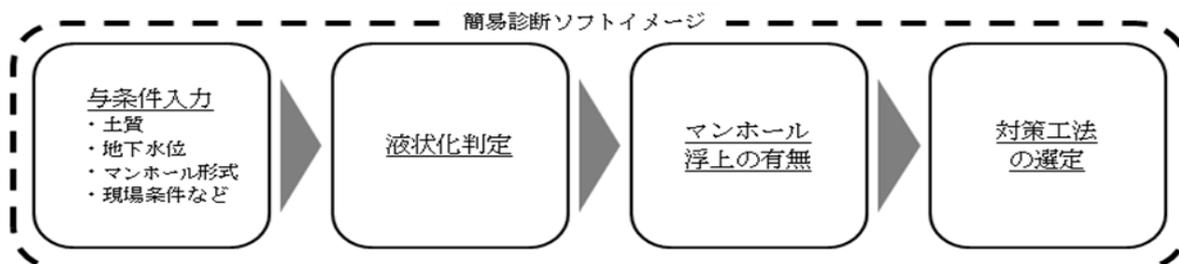 簡易診断ソフトイメージ
与条件入力
・土質
・地下水位
・マンホール形式
・現場条件など
液状化判定
マンホール
浮上の有無
対策工法
の選定